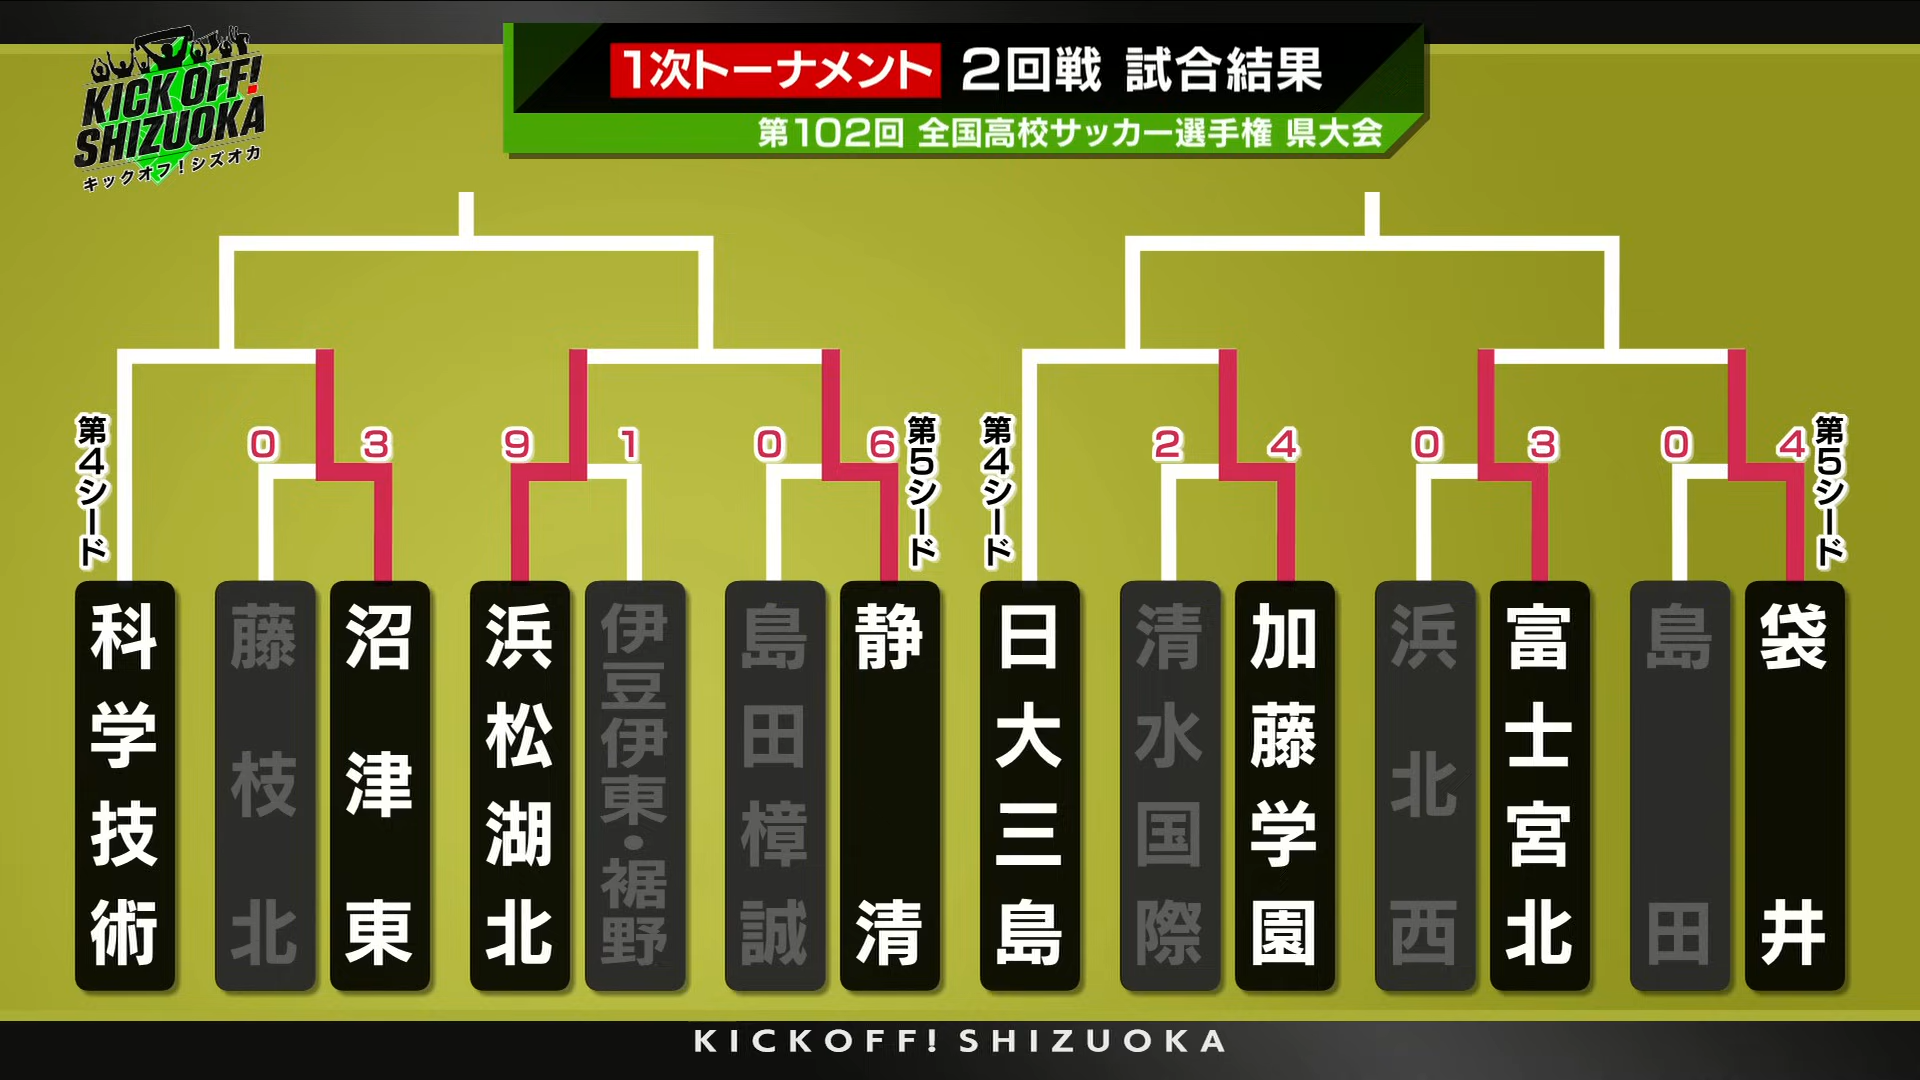 KICK OFF!
SHIZUOKA
キックオフ！シズオカ
1次トーナメント 2回戦 試合結果
第102回 全国高校サッカー選手権 県大会
第4シード
0
3
9
1
0
6
第5シード
第4シード
2
4
0
3
0
4
第5シード
科学技術
藤枝北
沼津東
浜松湖北
伊豆伊東・裾野
島田樟誠
静清
日大三島
清水国際
加藤学園
浜北西
富士宮北
島田
袋井
KICKOFF! SHIZUOKA